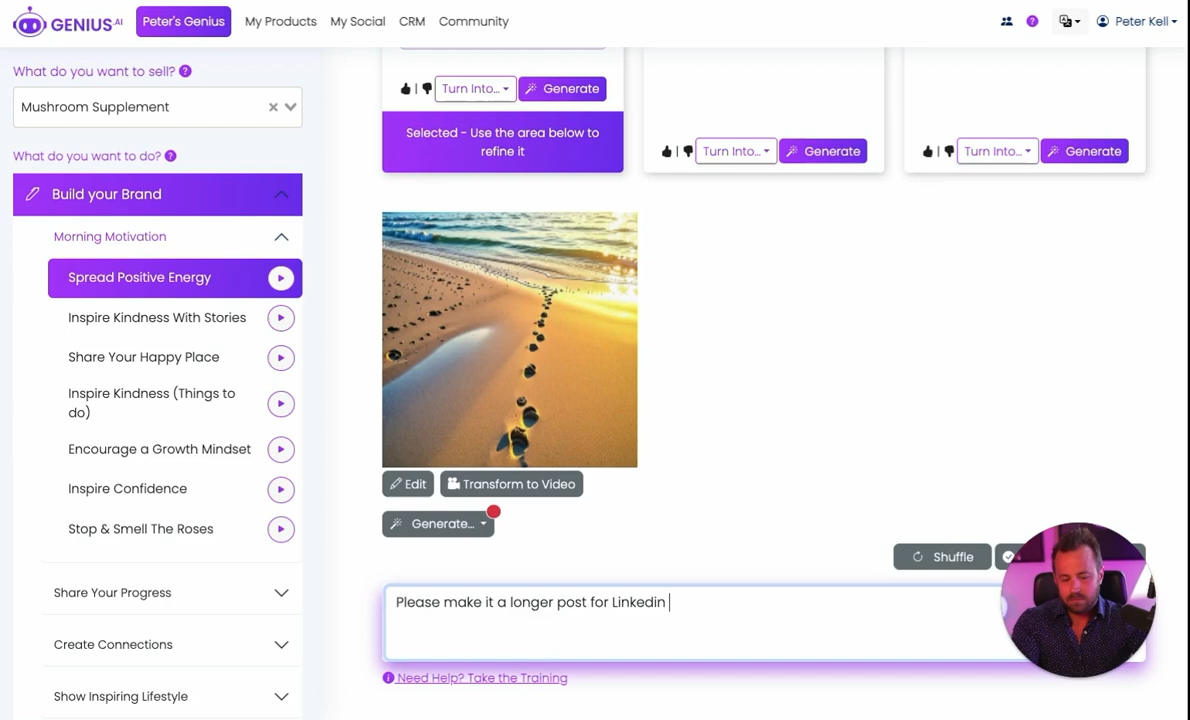 GENIUS.AI
Peter's Genius
My Products
My Social
CRM
Community
Peter Kell
What do you want to sell?
Mushroom Supplement
What do you want to do?
Build your Brand
Morning Motivation
Spread Positive Energy
Inspire Kindness With Stories
Share Your Happy Place
Inspire Kindness (Things to
do)
Encourage a Growth Mindset
Inspire Confidence
Stop & Smell The Roses
Share Your Progress
Create Connections
Show Inspiring Lifestyle
Turn Into...
Generate
Selected - Use the area below to
refine it
Turn Into...
Generate
Turn Into...
Generate
Edit
Transform to Video
Generate...
Shuffle
Please make it a longer post for Linkedin
Need Help? Take the Training